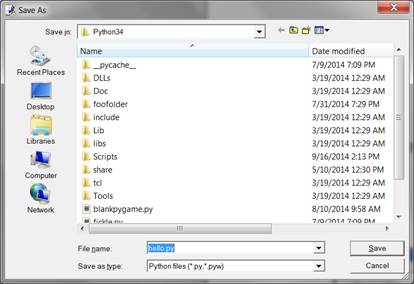 Save As
Save in: Python34
Name Date modified
__pycache__ 7/9/2014 7:09 PM
DLLs 3/19/2014 12:29 AM
Doc 3/19/2014 12:29 AM
foofolder 7/31/2014 7:29 PM
include 3/19/2014 12:29 AM
Lib 3/19/2014 12:29 AM
libs 3/19/2014 12:29 AM
Scripts 9/16/2014 2:13 PM
share 5/10/2014 12:30 PM
tcl 3/19/2014 12:29 AM
Tools 3/19/2014 12:29 AM
blankpygame.py 8/10/2014 9:58 AM
fickle.py 7/9/2014 7:09 PM
Recent Places
Desktop
Libraries
Computer
Network
File name: hello.py Save
Save as type: Python files (*.py,*.pyw) Cancel